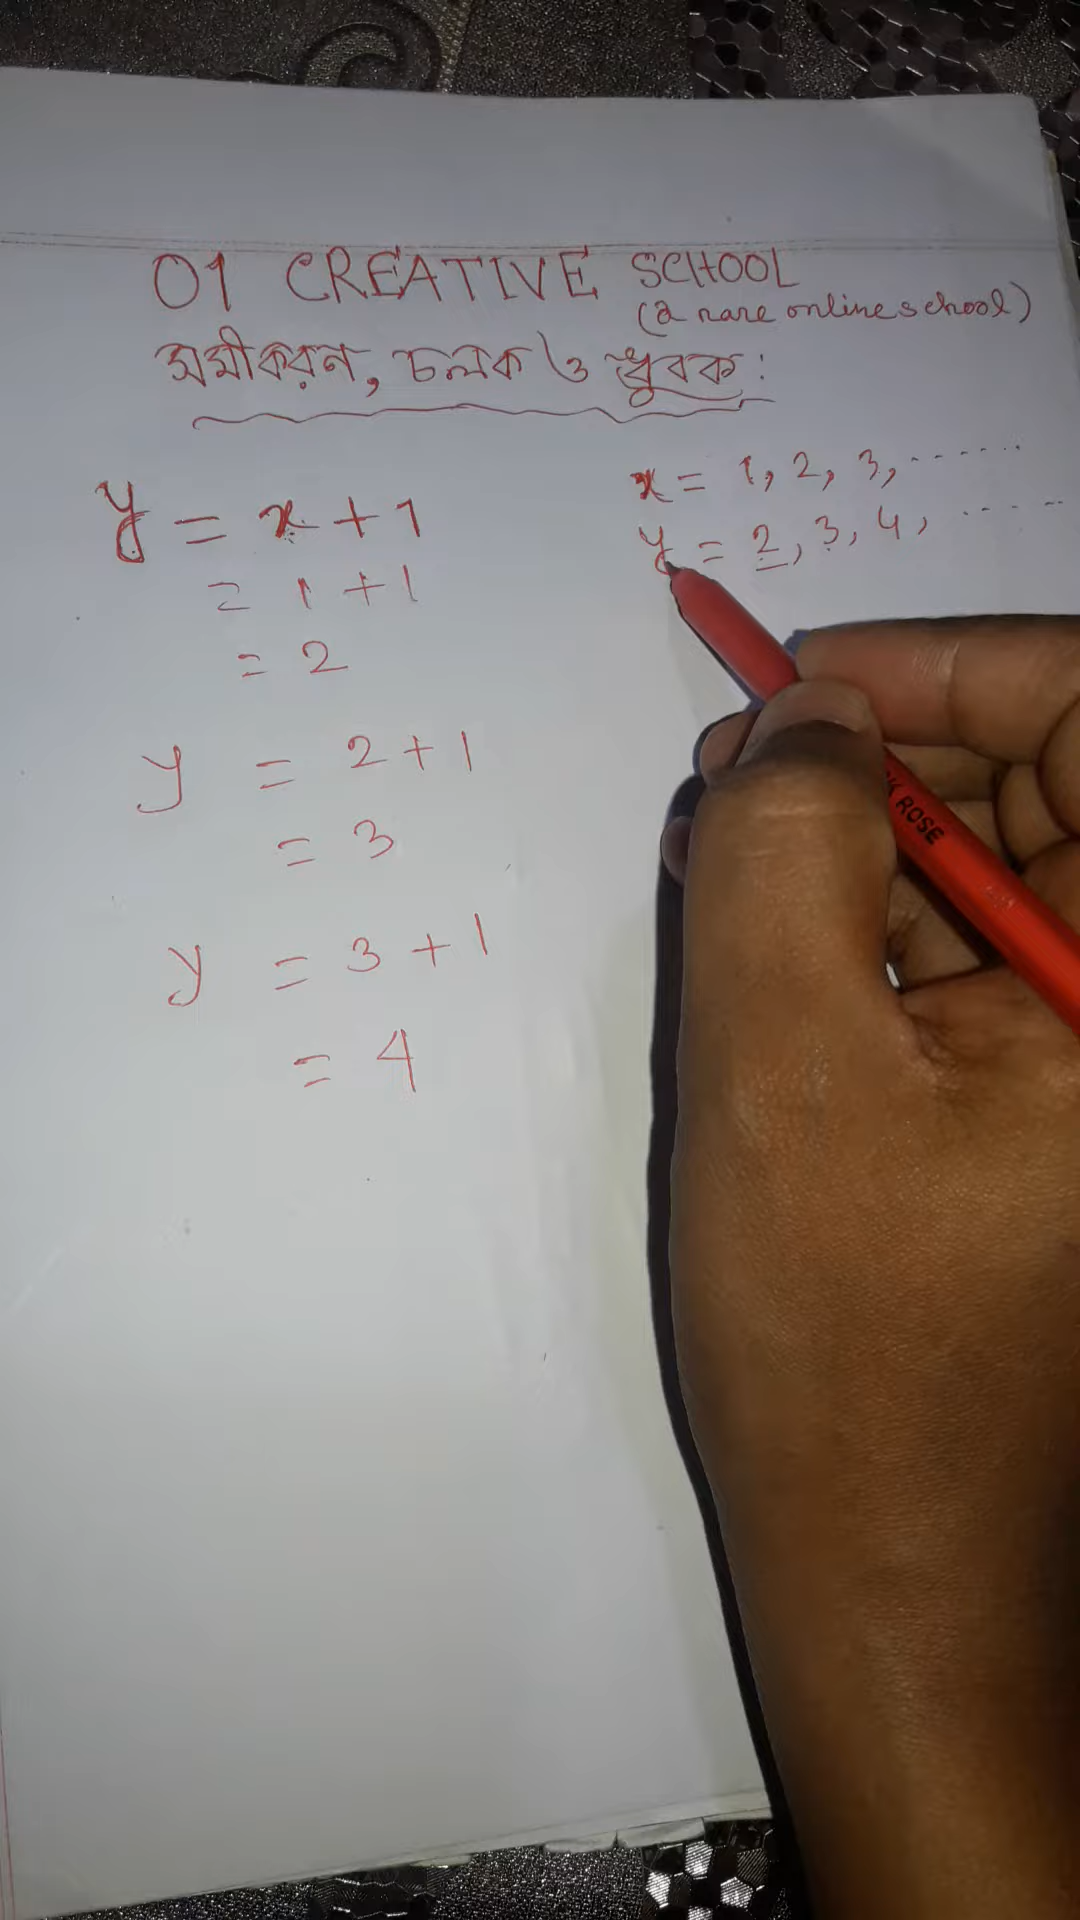 01 CREATIVE SCHOOL
(a rare online school)
সমীকরণ, চলক ও ধ্রুবক:
y = x + 1
= 1 + 1
= 2
y = 2 + 1
= 3
y = 3 + 1
= 4
x = 1, 2, 3, ......
y = 2, 3, 4, ......
K ROSE